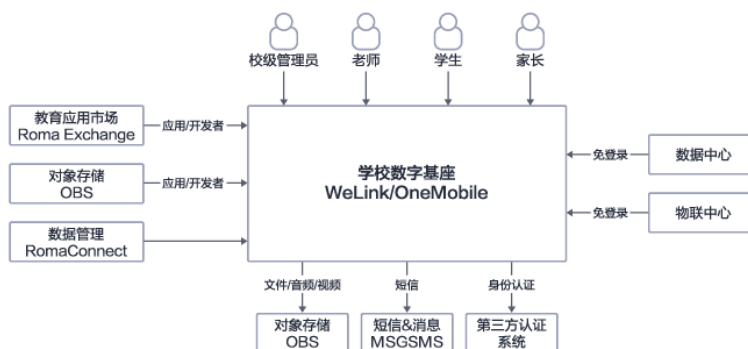 校级管理员
老师
学生
家长
教育应用市场
Roma Exchange
应用/开发者
对象存储
OBS
应用/开发者
数据管理
RomaConnect
学校数字基座
WeLink/OneMobile
免登录
数据中心
免登录
物联中心
文件/音频/视频
短信
身份认证
对象存储
OBS
短信&消息
MSGSMS
第三方认证
系统